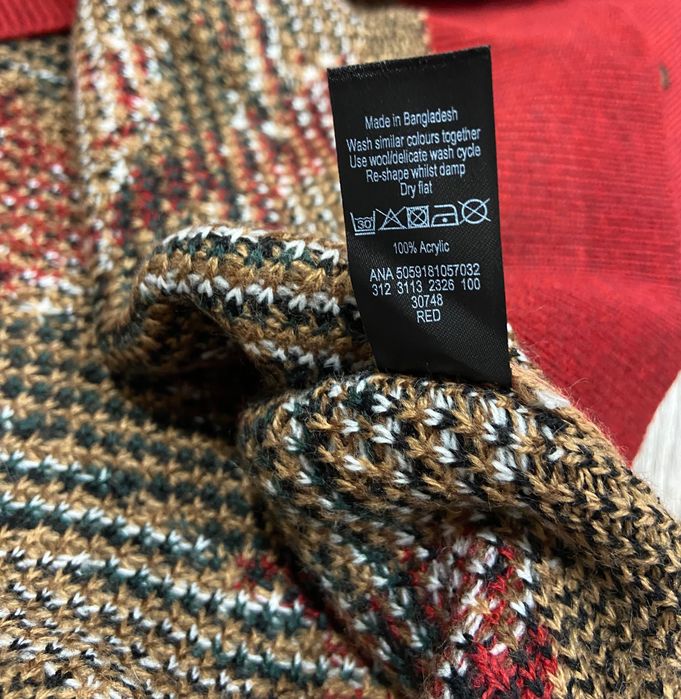 Made in Bangladesh
Wash similar colours together
Use wool/delicate wash cycle
Re-shape whilst damp
Dry flat
30
100% Acrylic
ANA 5059181057032
312 3113 2326 100
30748
RED